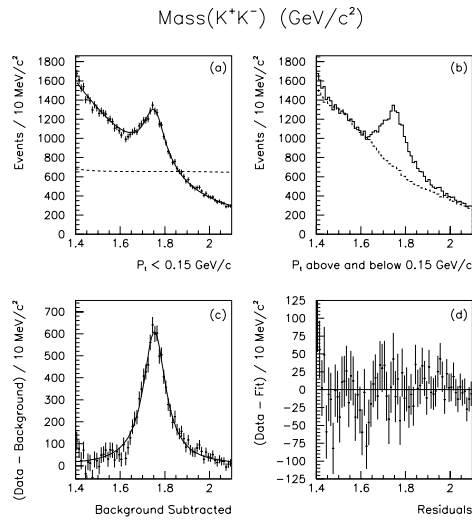 Mass(K⁺K⁻) (GeV/c²)
Events / 10 MeV/c²
1800
1600
1400
1200
1000
800
600
400
200
0
(a)
1.4 1.6 1.8 2
Pₜ < 0.15 GeV/c
Events / 10 MeV/c²
1800
1600
1400
1200
1000
800
600
400
200
0
(b)
1.4 1.6 1.8 2
Pₜ above and below 0.15 GeV/c
(Data − Background) / 10 MeV/c²
700
600
500
400
300
200
100
0
(c)
1.4 1.6 1.8 2
Background Subtracted
(Data − Fit) / 10 MeV/c²
125
100
75
50
25
0
−25
−50
−75
−100
−125
(d)
1.4 1.6 1.8 2
Residuals